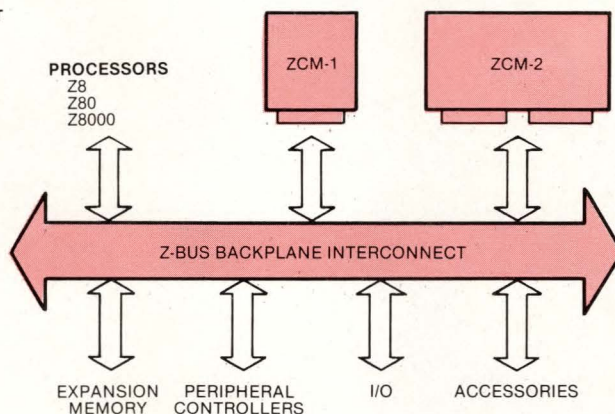 PROCESSORS
Z8
Z80
Z8000
ZCM-1
ZCM-2
Z-BUS BACKPLANE INTERCONNECT
EXPANSION
MEMORY
PERIPHERAL
CONTROLLERS
I/O
ACCESSORIES